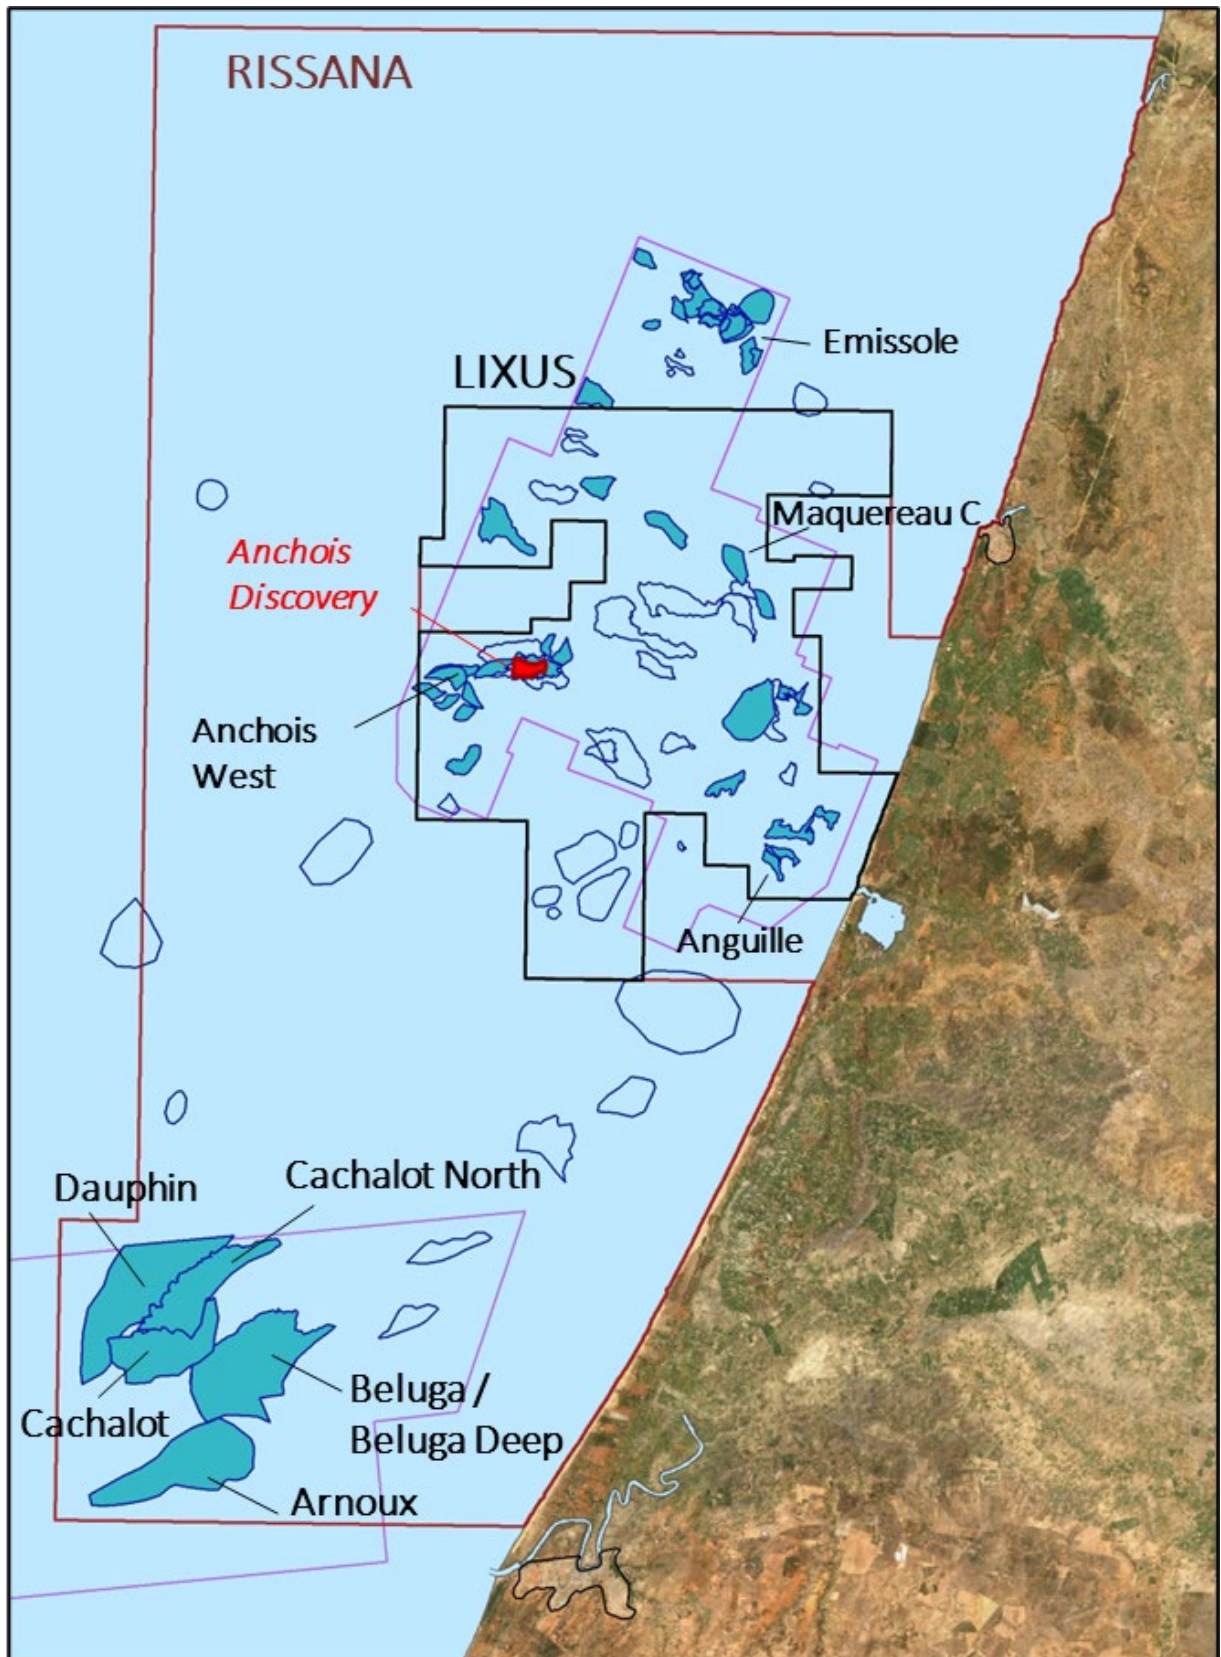 RISSANA
Emissole
LIXUS
Maquereau C
Anchois
Discovery
Anchois
West
Anguille
Dauphin
Cachalot North
Beluga /
Beluga Deep
Cachalot
Arnoux